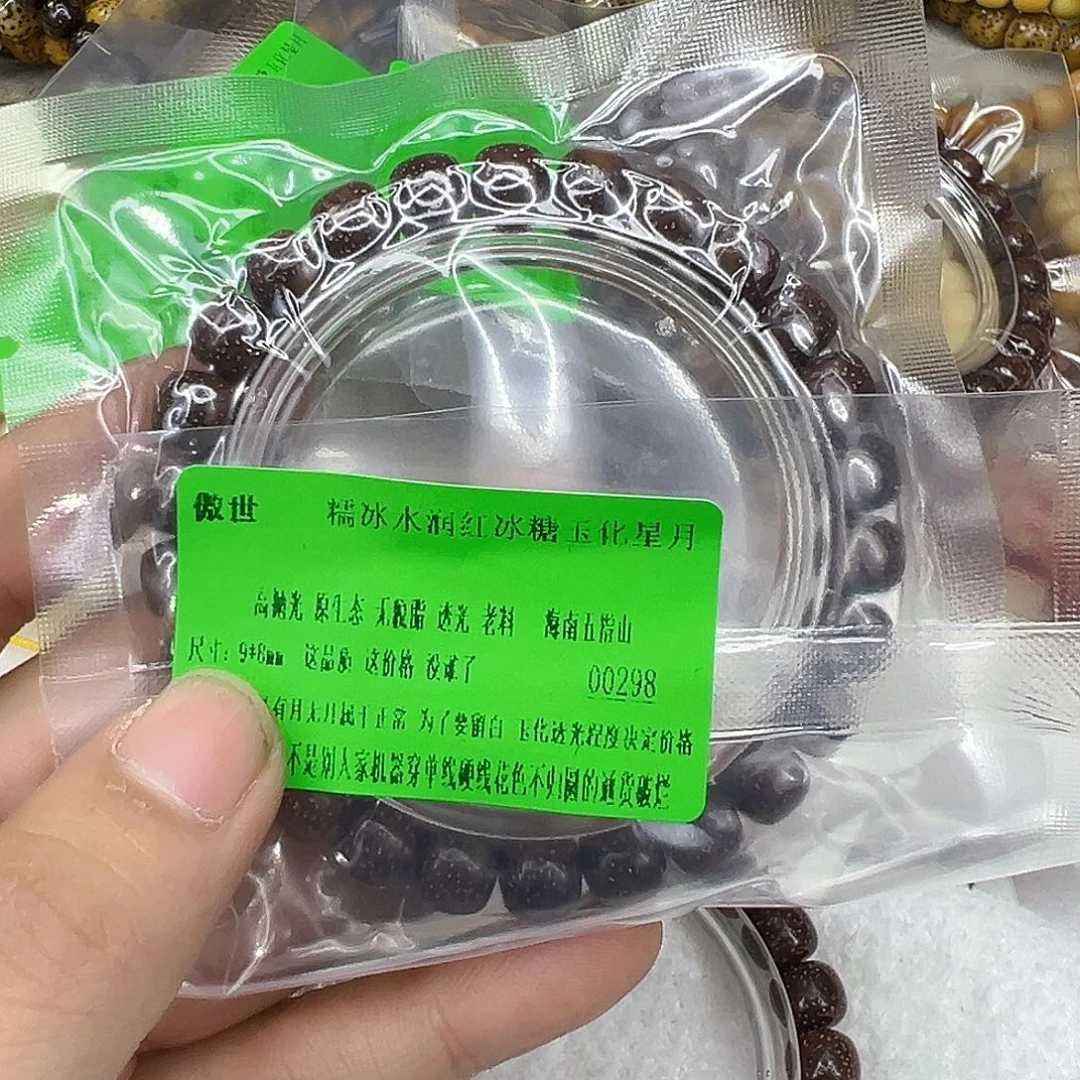 傲世 糯冰水润红冰糖玉化星月
高抛光 原生态 无脱脂 透光 老料 海南五指山
尺寸：9*8mm 这品质 这价格 没谁了
00298
有月无月属于正常 为了要留白 玉化透光程度决定价格
不是别人家机器穿单线硬线花色不归圆的通货破烂